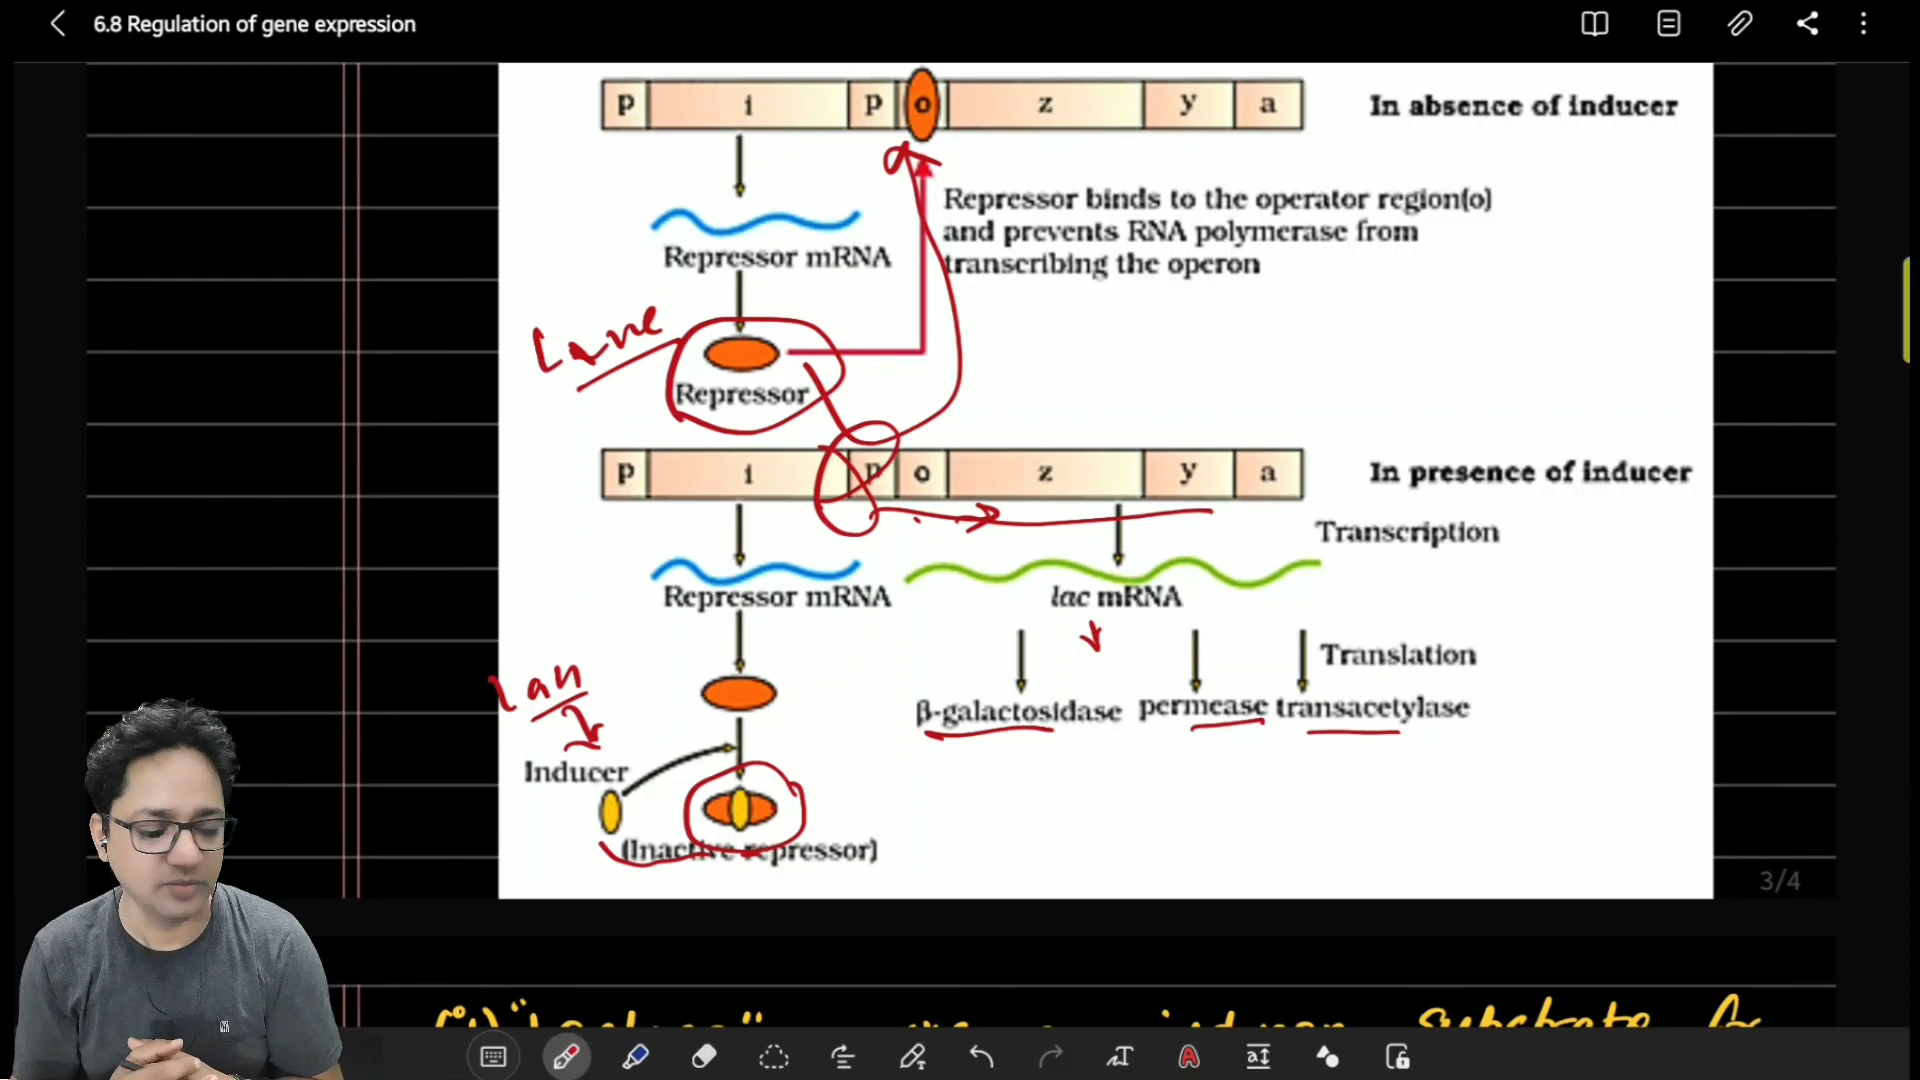 6.8 Regulation of gene expression
p i p o z y a In absence of inducer
Repressor binds to the operator region(o)
and prevents RNA polymerase from
transcribing the operon
Repressor mRNA
Repressor
p i p o z y a In presence of inducer
Transcription
Repressor mRNA
lac mRNA
Translation
β-galactosidase permease transacetylase
Inducer
(Inactive repressor)
3/4
substrate